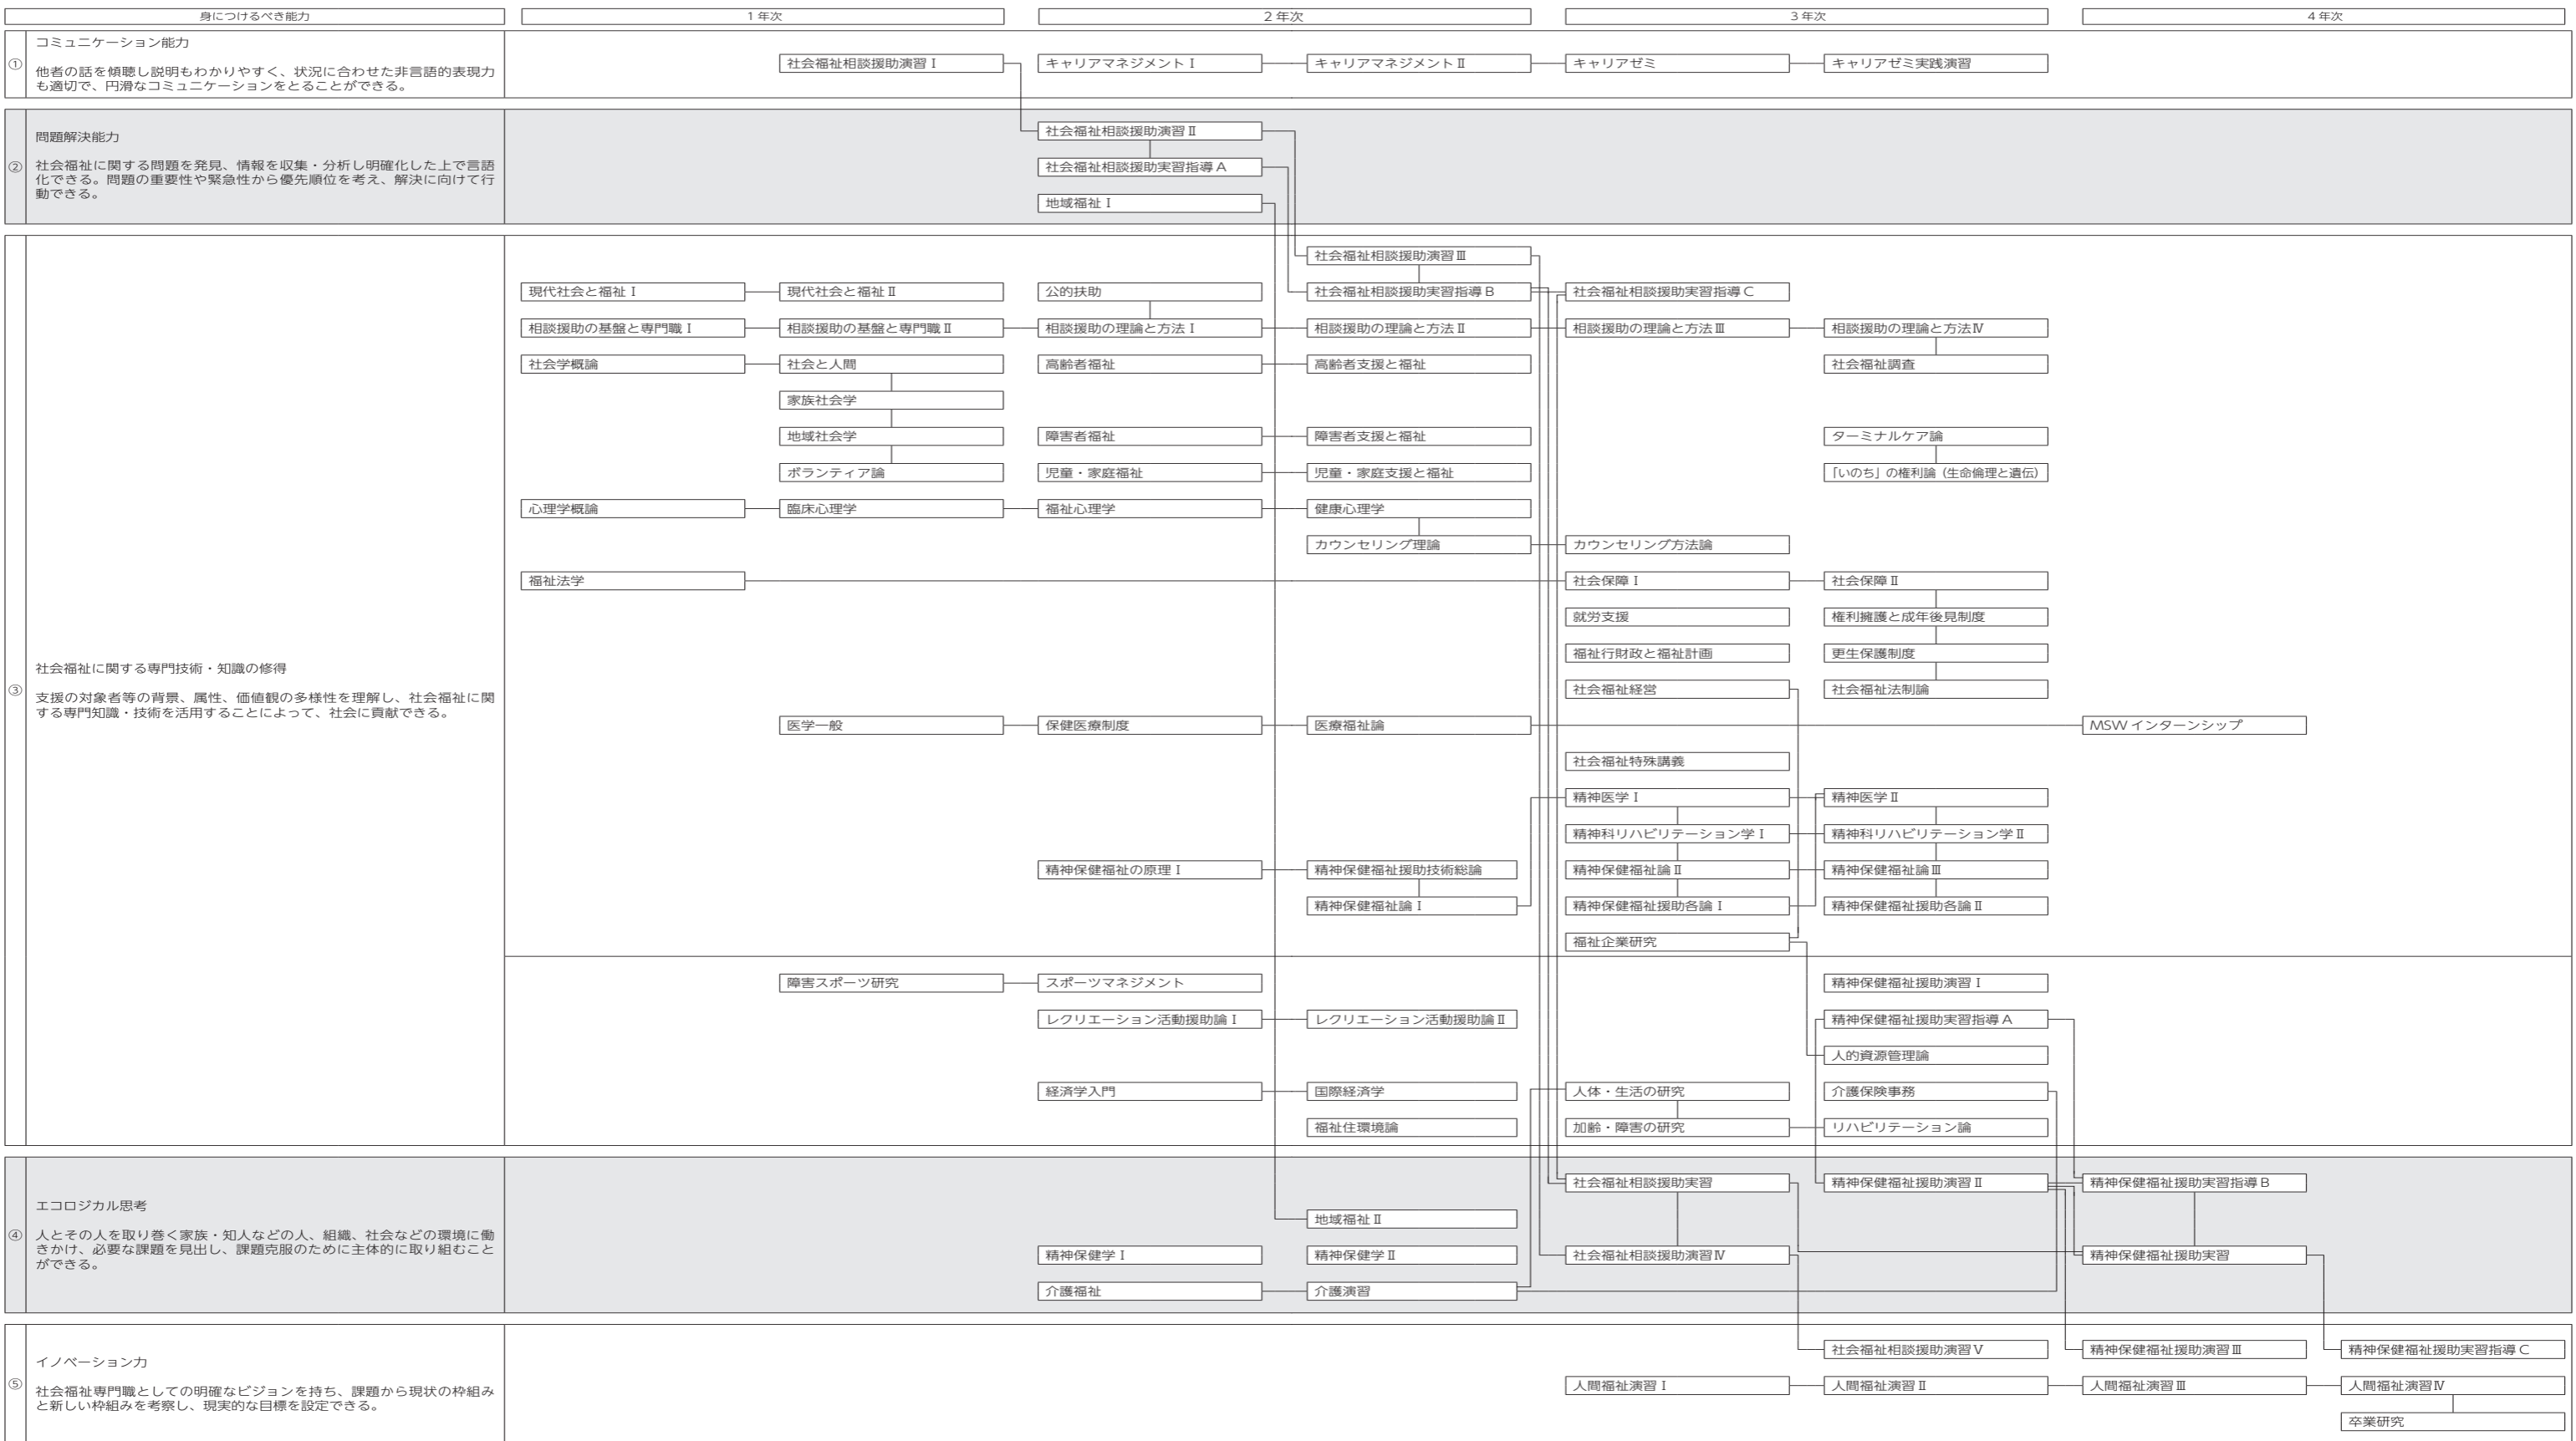 身につけるべき能力
1年次
2年次
3年次
4年次
①
コミュニケーション能力
他者の話を傾聴し説明もわかりやすく、状況に合わせた非言語的表現力
も適切で、円滑なコミュニケーションをとることができる。
社会福祉相談援助演習Ⅰ
キャリアマネジメントⅠ
キャリアマネジメントⅡ
キャリアゼミ
キャリアゼミ実践演習
②
問題解決能力
社会福祉に関する問題を発見、情報を収集・分析し明確化した上で言語
化できる。問題の重要性や緊急性から優先順位を考え、解決に向けて行
動できる。
社会福祉相談援助演習Ⅱ
社会福祉相談援助実習指導A
地域福祉Ⅰ
③
社会福祉に関する専門技術・知識の修得
支援の対象者等の背景、属性、価値観の多様性を理解し、社会福祉に関
する専門知識・技術を活用することによって、社会に貢献できる。
社会福祉相談援助演習Ⅲ
現代社会と福祉Ⅰ
現代社会と福祉Ⅱ
公的扶助
社会福祉相談援助実習指導B
社会福祉相談援助実習指導C
相談援助の基盤と専門職Ⅰ
相談援助の基盤と専門職Ⅱ
相談援助の理論と方法Ⅰ
相談援助の理論と方法Ⅱ
相談援助の理論と方法Ⅲ
相談援助の理論と方法Ⅳ
社会学概論
社会と人間
高齢者福祉
高齢者支援と福祉
社会福祉調査
家族社会学
地域社会学
障害者福祉
障害者支援と福祉
ターミナルケア論
ボランティア論
児童・家庭福祉
児童・家庭支援と福祉
「いのち」の権利論（生命倫理と遺伝）
心理学概論
臨床心理学
福祉心理学
健康心理学
カウンセリング理論
カウンセリング方法論
福祉法学
社会保障Ⅰ
社会保障Ⅱ
就労支援
権利擁護と成年後見制度
福祉行財政と福祉計画
更生保護制度
社会福祉経営
社会福祉法制論
医学一般
保健医療制度
医療福祉論
MSWインターンシップ
社会福祉特殊講義
精神医学Ⅰ
精神医学Ⅱ
精神科リハビリテーション学Ⅰ
精神科リハビリテーション学Ⅱ
精神保健福祉の原理Ⅰ
精神保健福祉援助技術総論
精神保健福祉論Ⅱ
精神保健福祉論Ⅲ
精神保健福祉論Ⅰ
精神保健福祉援助各論Ⅰ
精神保健福祉援助各論Ⅱ
福祉企業研究
障害スポーツ研究
スポーツマネジメント
精神保健福祉援助演習Ⅰ
レクリエーション活動援助論Ⅰ
レクリエーション活動援助論Ⅱ
精神保健福祉援助実習指導A
人的資源管理論
経済学入門
国際経済学
人体・生活の研究
介護保険事務
福祉住環境論
加齢・障害の研究
リハビリテーション論
④
エコロジカル思考
人とその人を取り巻く家族・知人などの人、組織、社会などの環境に働
きかけ、必要な課題を見出し、課題克服のために主体的に取り組むこと
ができる。
社会福祉相談援助実習
精神保健福祉援助演習Ⅱ
精神保健福祉援助実習指導B
地域福祉Ⅱ
精神保健学Ⅰ
精神保健学Ⅱ
社会福祉相談援助演習Ⅳ
精神保健福祉援助実習
介護福祉
介護演習
⑤
イノベーション力
社会福祉専門職としての明確なビジョンを持ち、課題から現状の枠組み
と新しい枠組みを考察し、現実的な目標を設定できる。
社会福祉相談援助演習Ⅴ
精神保健福祉援助演習Ⅲ
精神保健福祉援助実習指導C
人間福祉演習Ⅰ
人間福祉演習Ⅱ
人間福祉演習Ⅲ
人間福祉演習Ⅳ
卒業研究